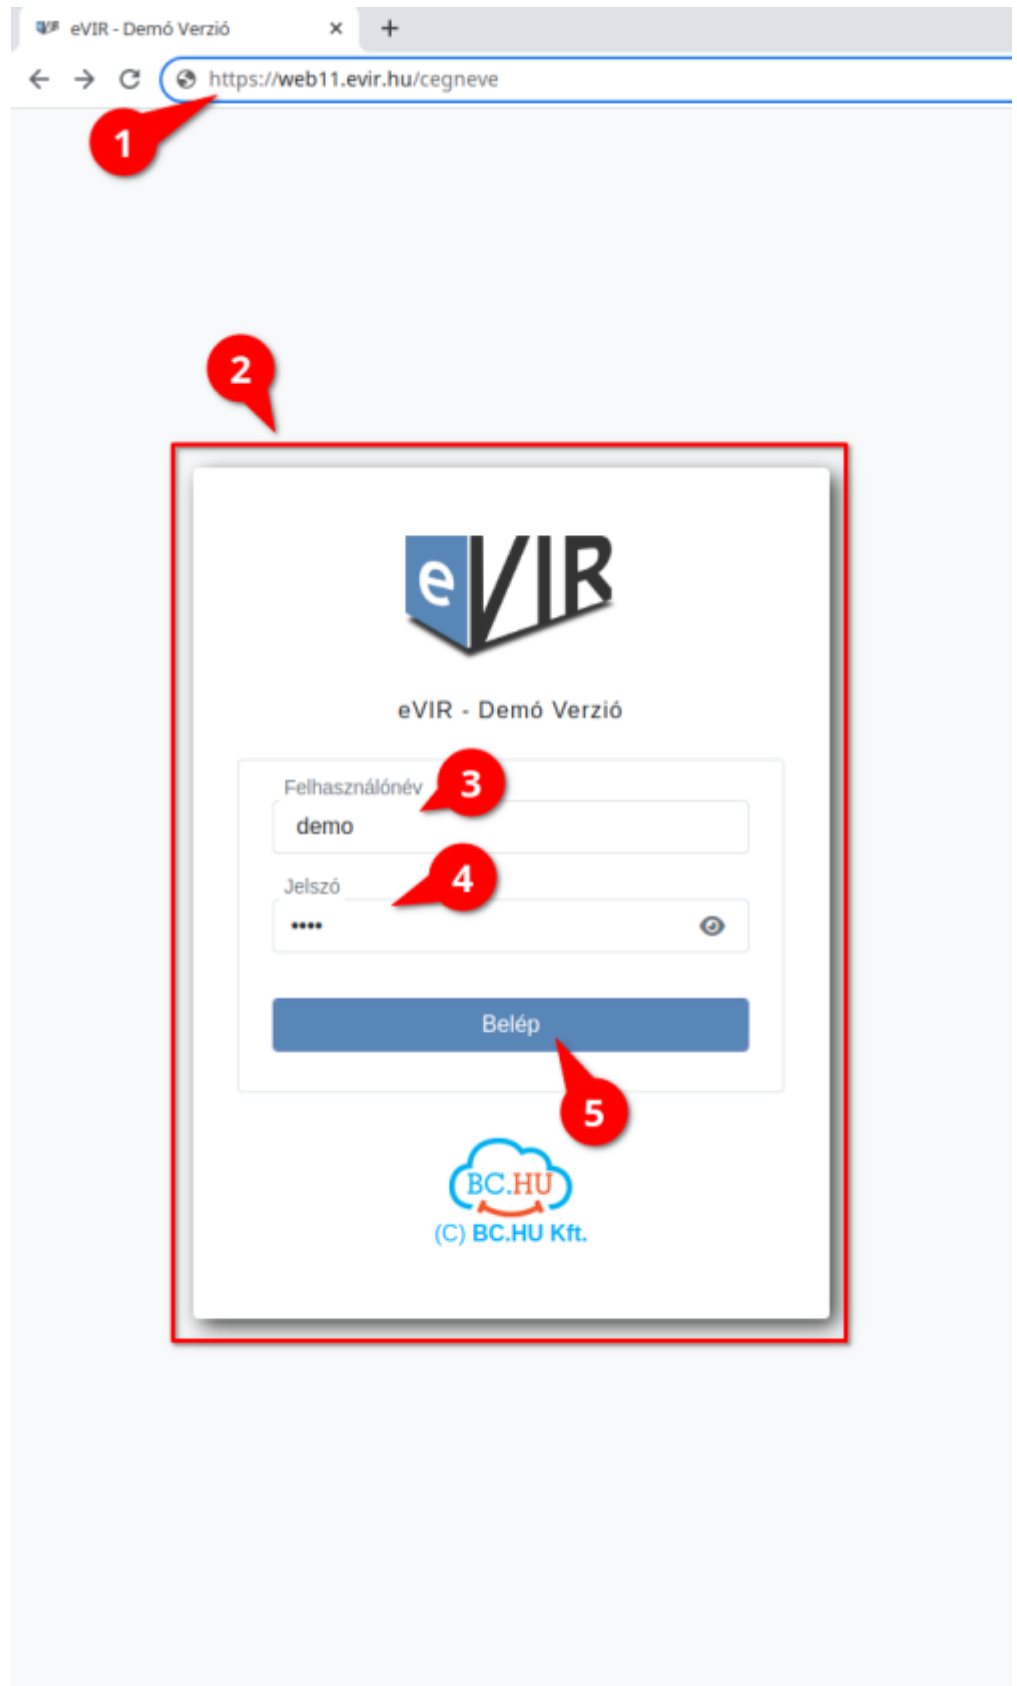 eVIR - Demó Verzió
https://web11.evir.hu/cegneve
1
2
eVIR
eVIR - Demó Verzió
Felhasználónév
3
demo
Jelszó
4
••••
Belép
5
BC.HU
(C) BC.HU Kft.